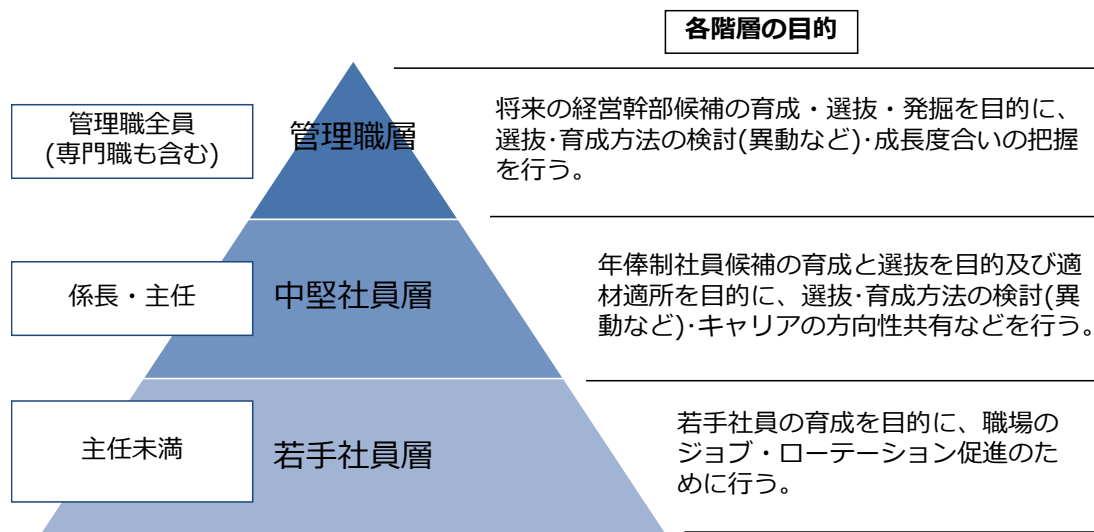 各階層の目的
管理職全員
(専門職も含む)
管理職層
将来の経営幹部候補の育成・選抜・発掘を目的に、
選抜･育成方法の検討(異動など)･成長度合いの把握
を行う。
係長・主任
中堅社員層
年俸制社員候補の育成と選抜を目的及び適
材適所を目的に、選抜･育成方法の検討(異
動など)･キャリアの方向性共有などを行う。
主任未満
若手社員層
若手社員の育成を目的に、職場の
ジョブ・ローテーション促進のた
めに行う。